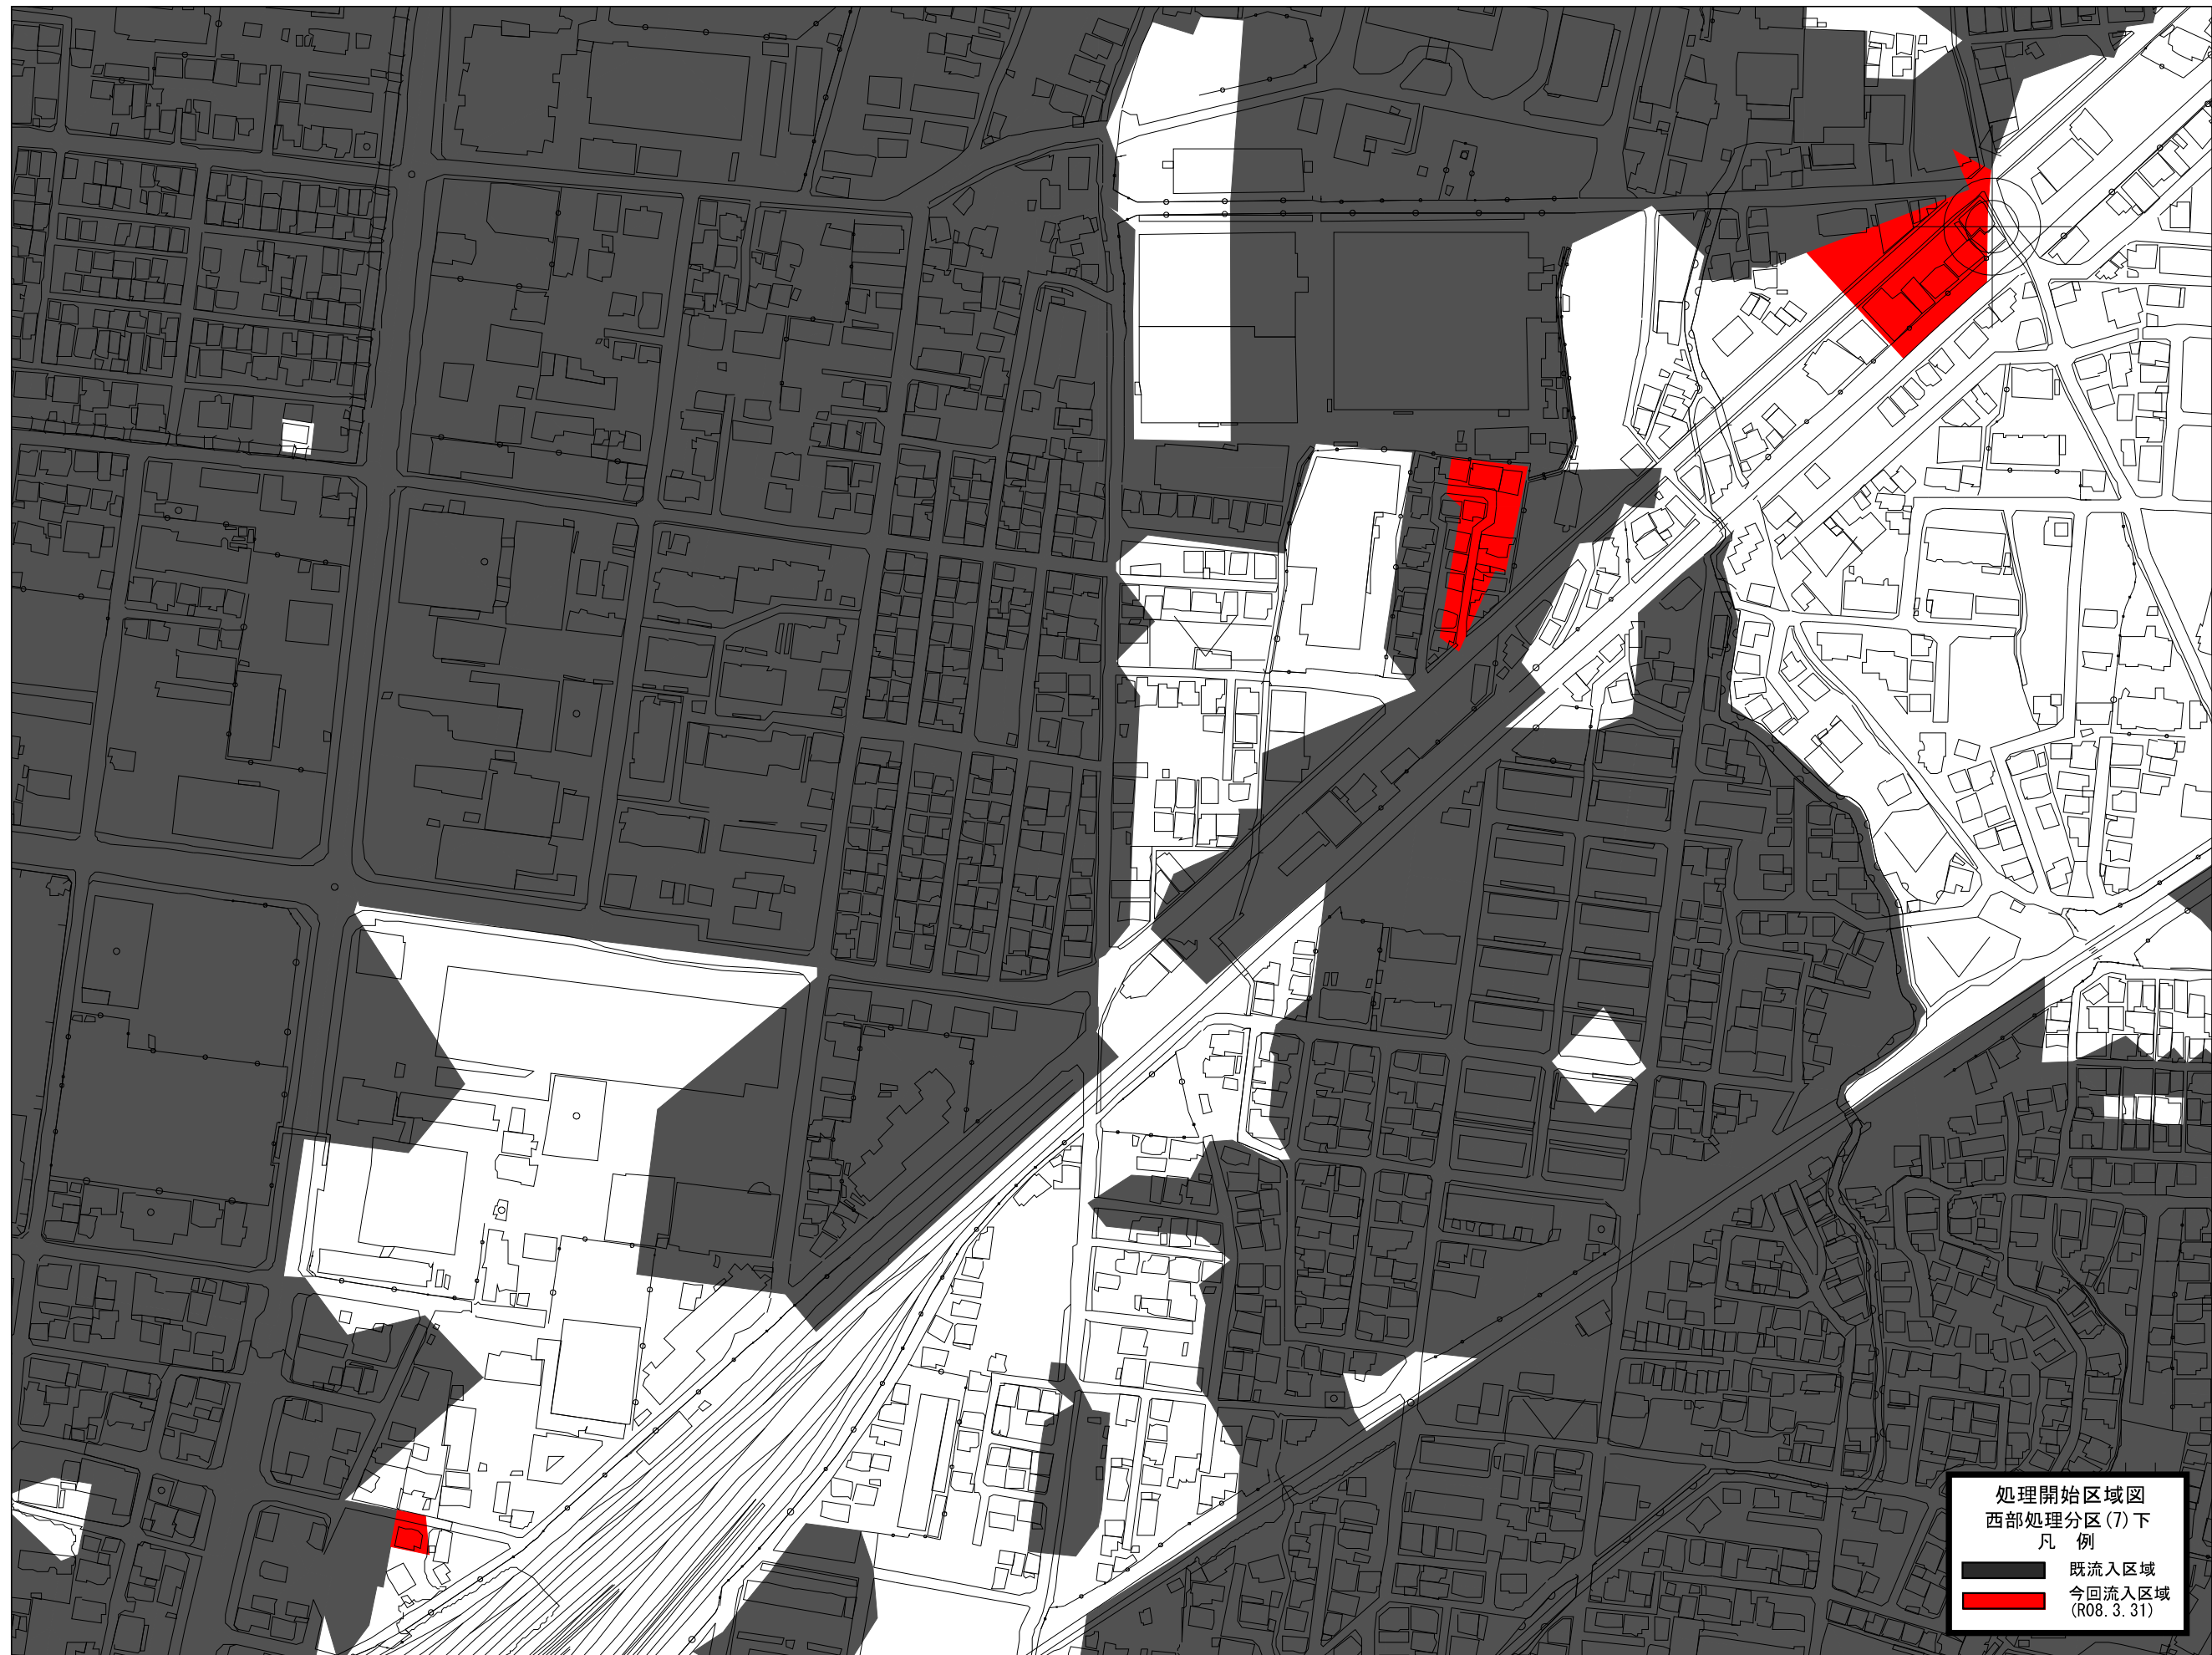 処理開始区域図
西部処理分区(7)下
凡 例
既流入区域
今回流入区域
(R08.3.31)